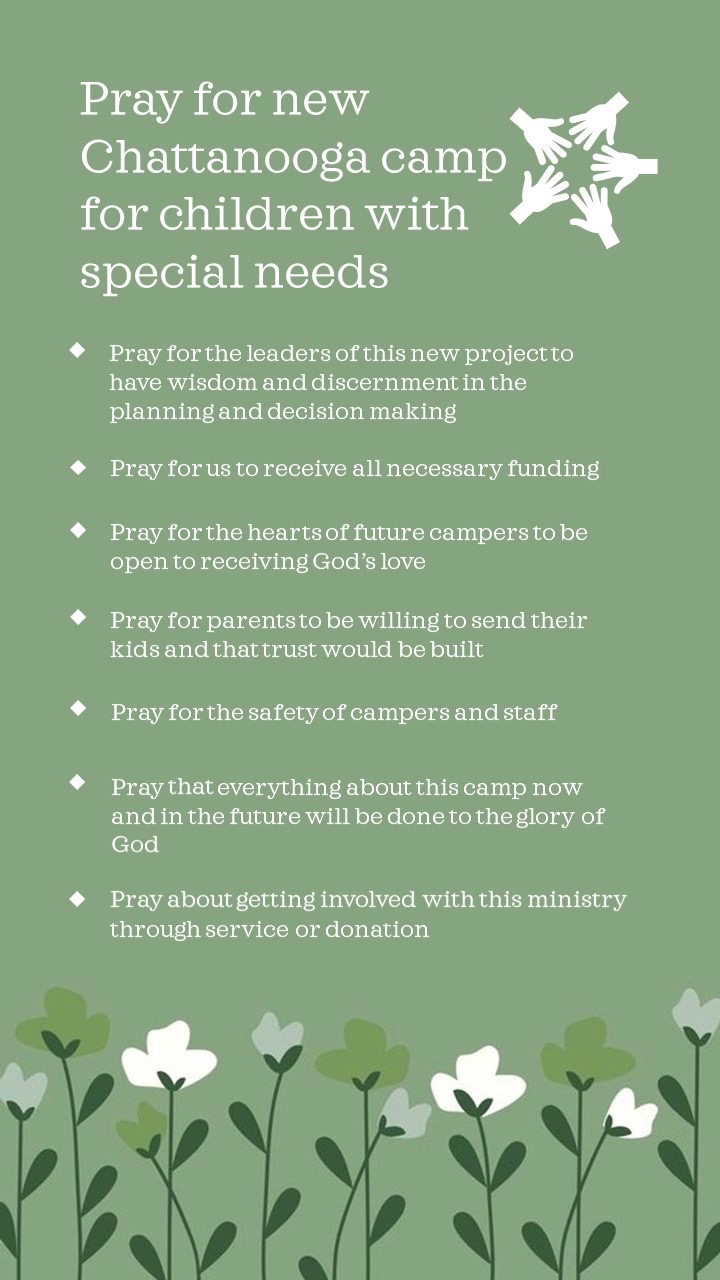 Pray for new
Chattanooga camp
for children with
special needs
Pray for the leaders of this new project to
have wisdom and discernment in the
planning and decision making
Pray for us to receive all necessary funding
Pray for the hearts of future campers to be
open to receiving God’s love
Pray for parents to be willing to send their
kids and that trust would be built
Pray for the safety of campers and staff
Pray that everything about this camp now
and in the future will be done to the glory of
God
Pray about getting involved with this ministry
through service or donation